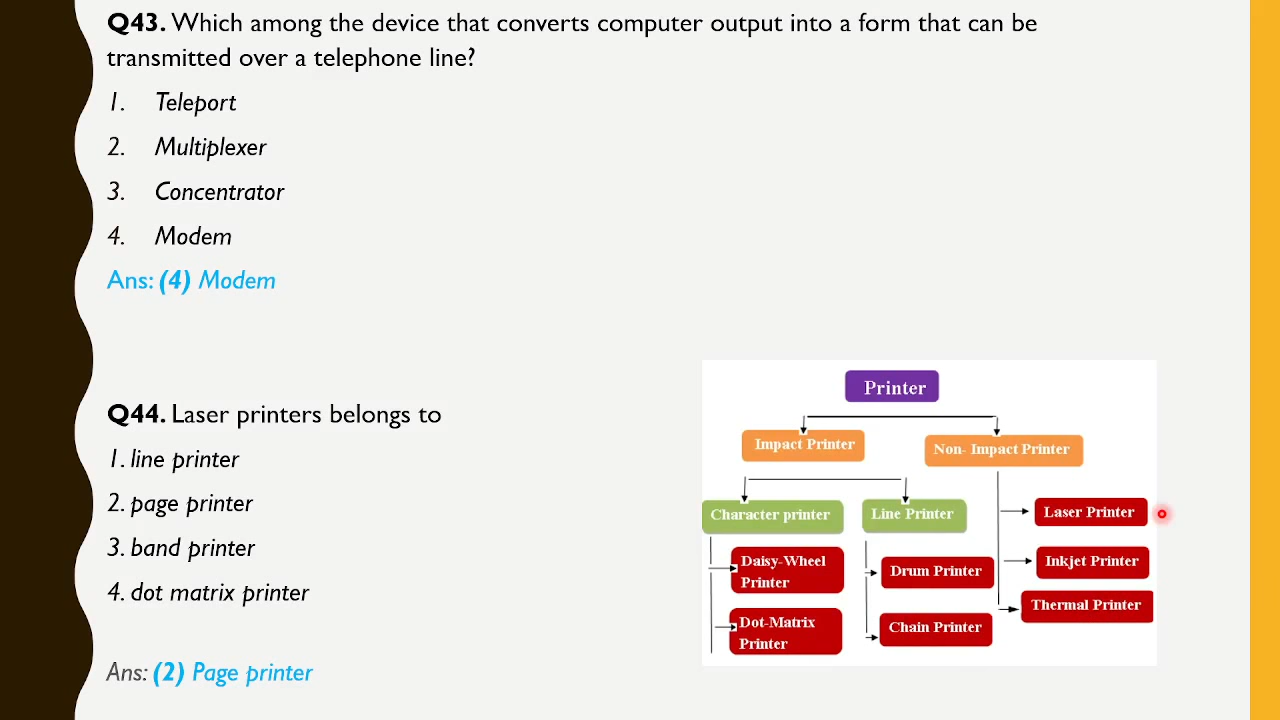 Q43. Which among the device that converts computer output into a form that can be
transmitted over a telephone line?
1. Teleport
2. Multiplexer
3. Concentrator
4. Modem
Ans: (4) Modem
Q44. Laser printers belongs to
1. line printer
2. page printer
3. band printer
4. dot matrix printer
Ans: (2) Page printer
Printer
Impact Printer
Non- Impact Printer
Character printer
Line Printer
Laser Printer
Daisy-Wheel
Printer
Drum Printer
Inkjet Printer
Dot-Matrix
Printer
Chain Printer
Thermal Printer